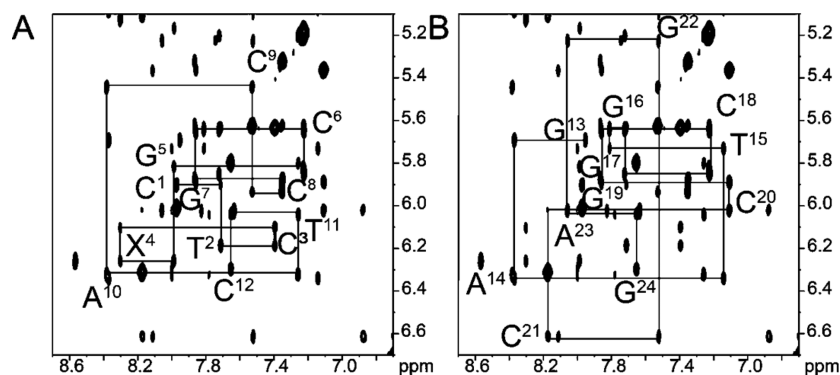 A
B
G²²
C⁹
C⁶
G¹⁶
C¹⁸
G¹³
T¹⁵
G⁵
G¹⁷
C¹
G⁷
C⁸
G¹⁹
C²⁰
T¹¹
A²³
X⁴
T²
C³
A¹⁰
C¹²
A¹⁴
G²⁴
C²¹
5.2
5.4
5.6
5.8
6.0
6.2
6.4
6.6
5.2
5.4
5.6
5.8
6.0
6.2
6.4
6.6
8.6 8.2 7.8 7.4 7.0 ppm
8.6 8.2 7.8 7.4 7.0 ppm